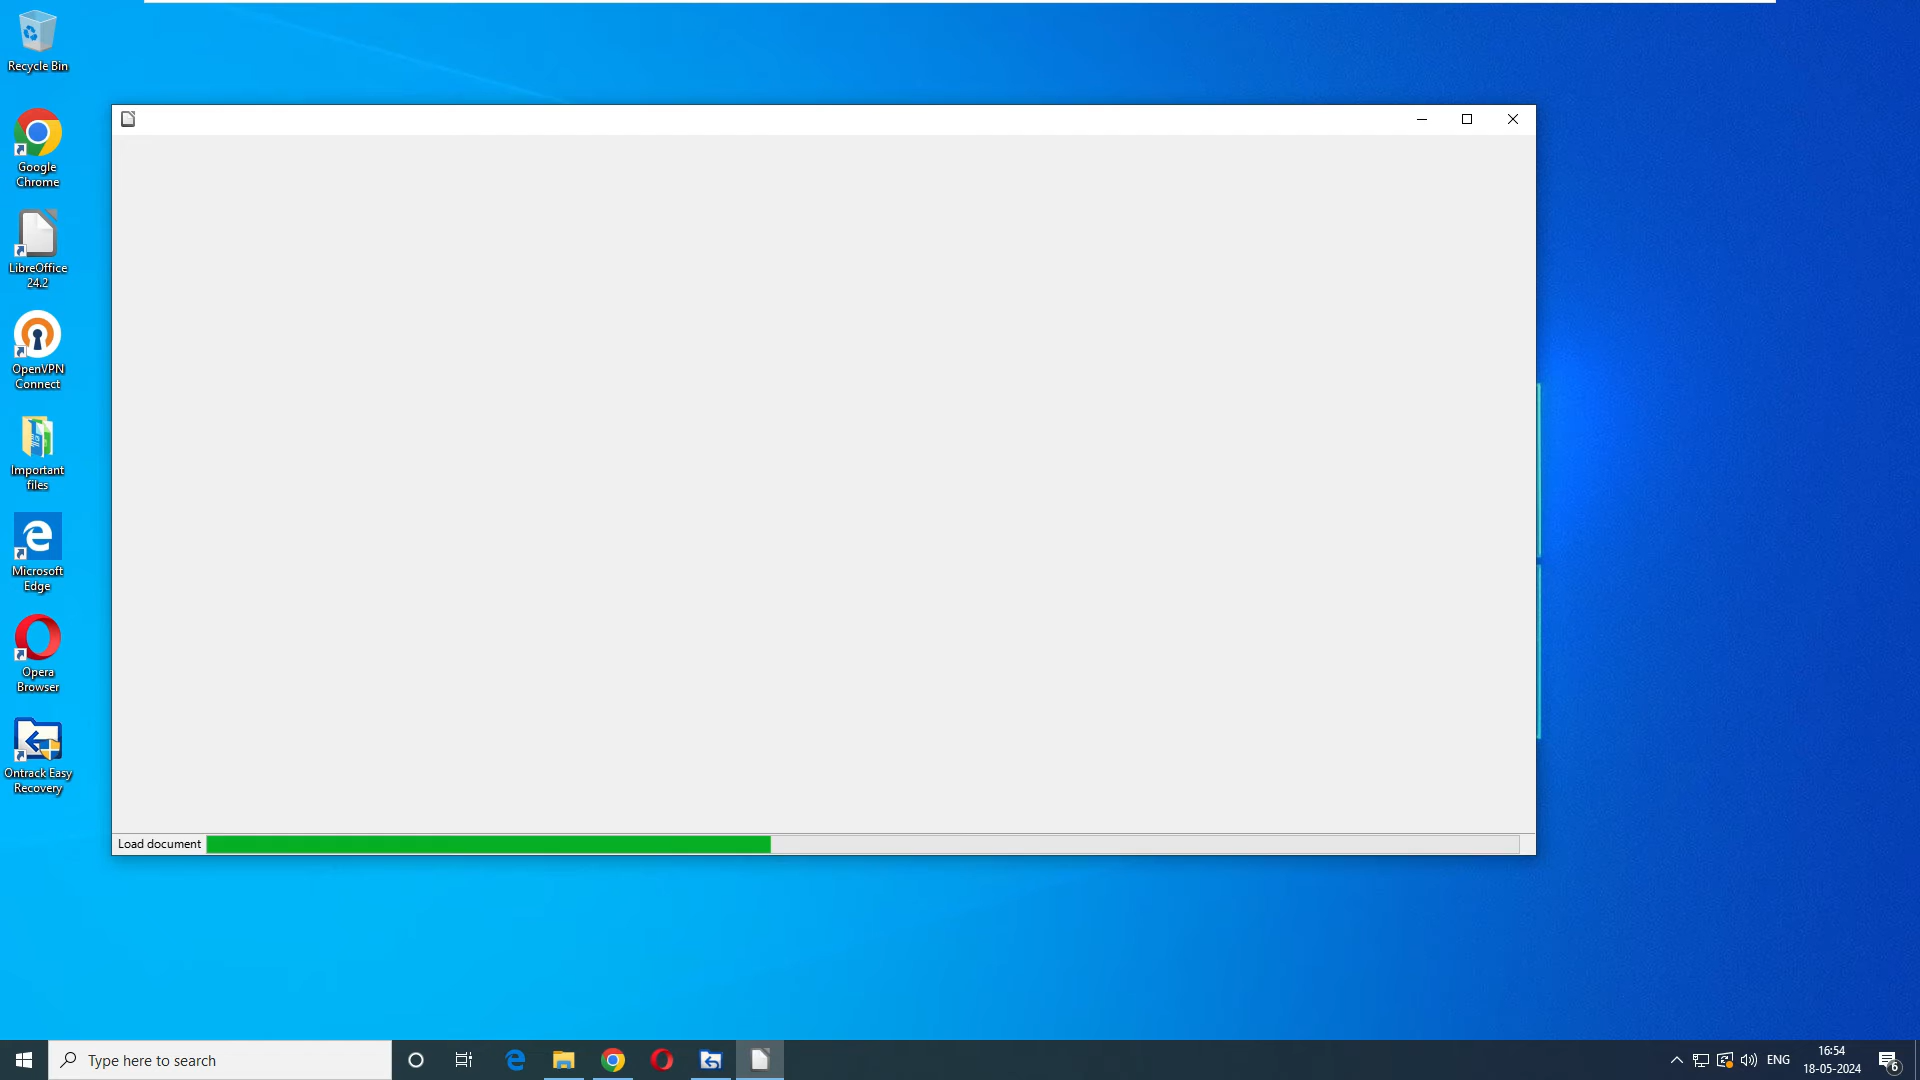 Recycle Bin
Google
Chrome
LibreOffice
24.2
OpenVPN
Connect
Important
files
Microsoft
Edge
Opera
Browser
Ontrack Easy
Recovery
Load document
Type here to search
ENG
16:54
18-05-2024
6